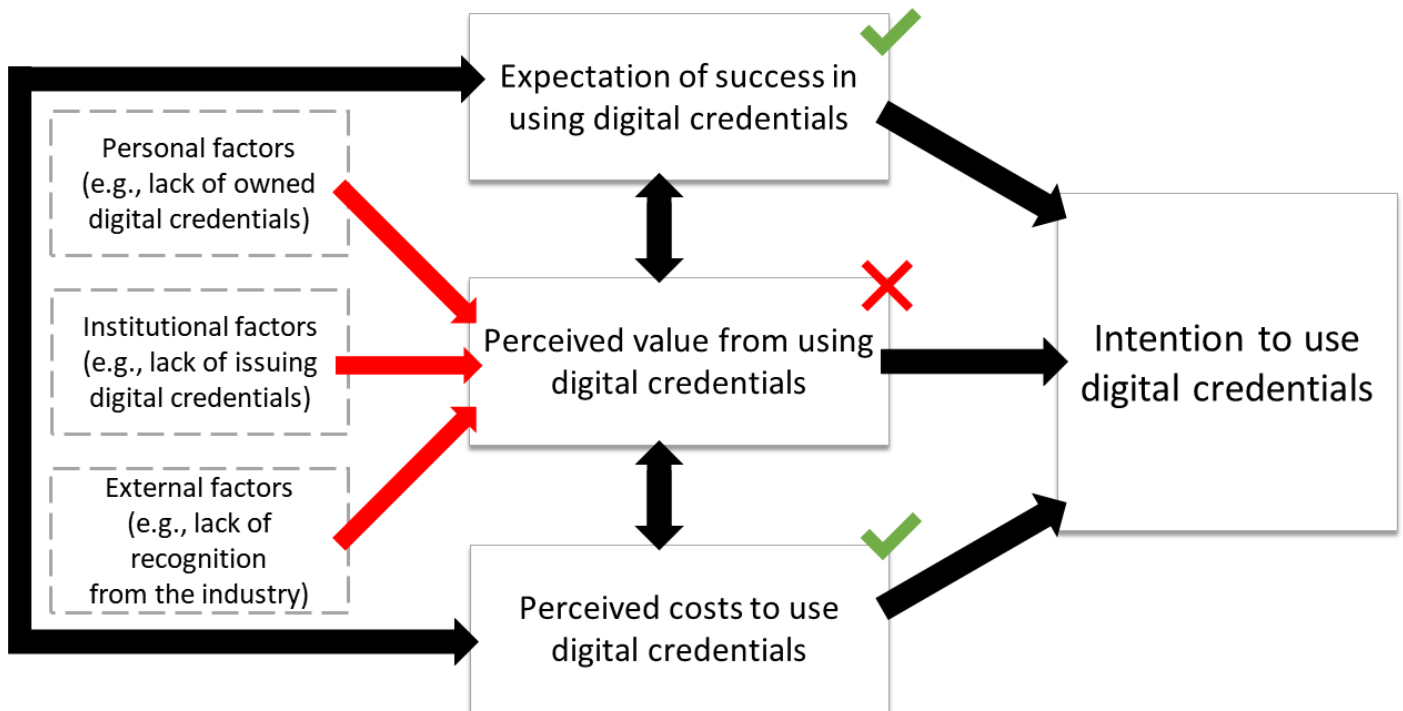 Expectation of success in
using digital credentials
Personal factors
(e.g., lack of owned
digital credentials)
Institutional factors
(e.g., lack of issuing
digital credentials)
External factors
(e.g., lack of
recognition
from the industry)
Perceived value from using
digital credentials
Perceived costs to use
digital credentials
Intention to use
digital credentials